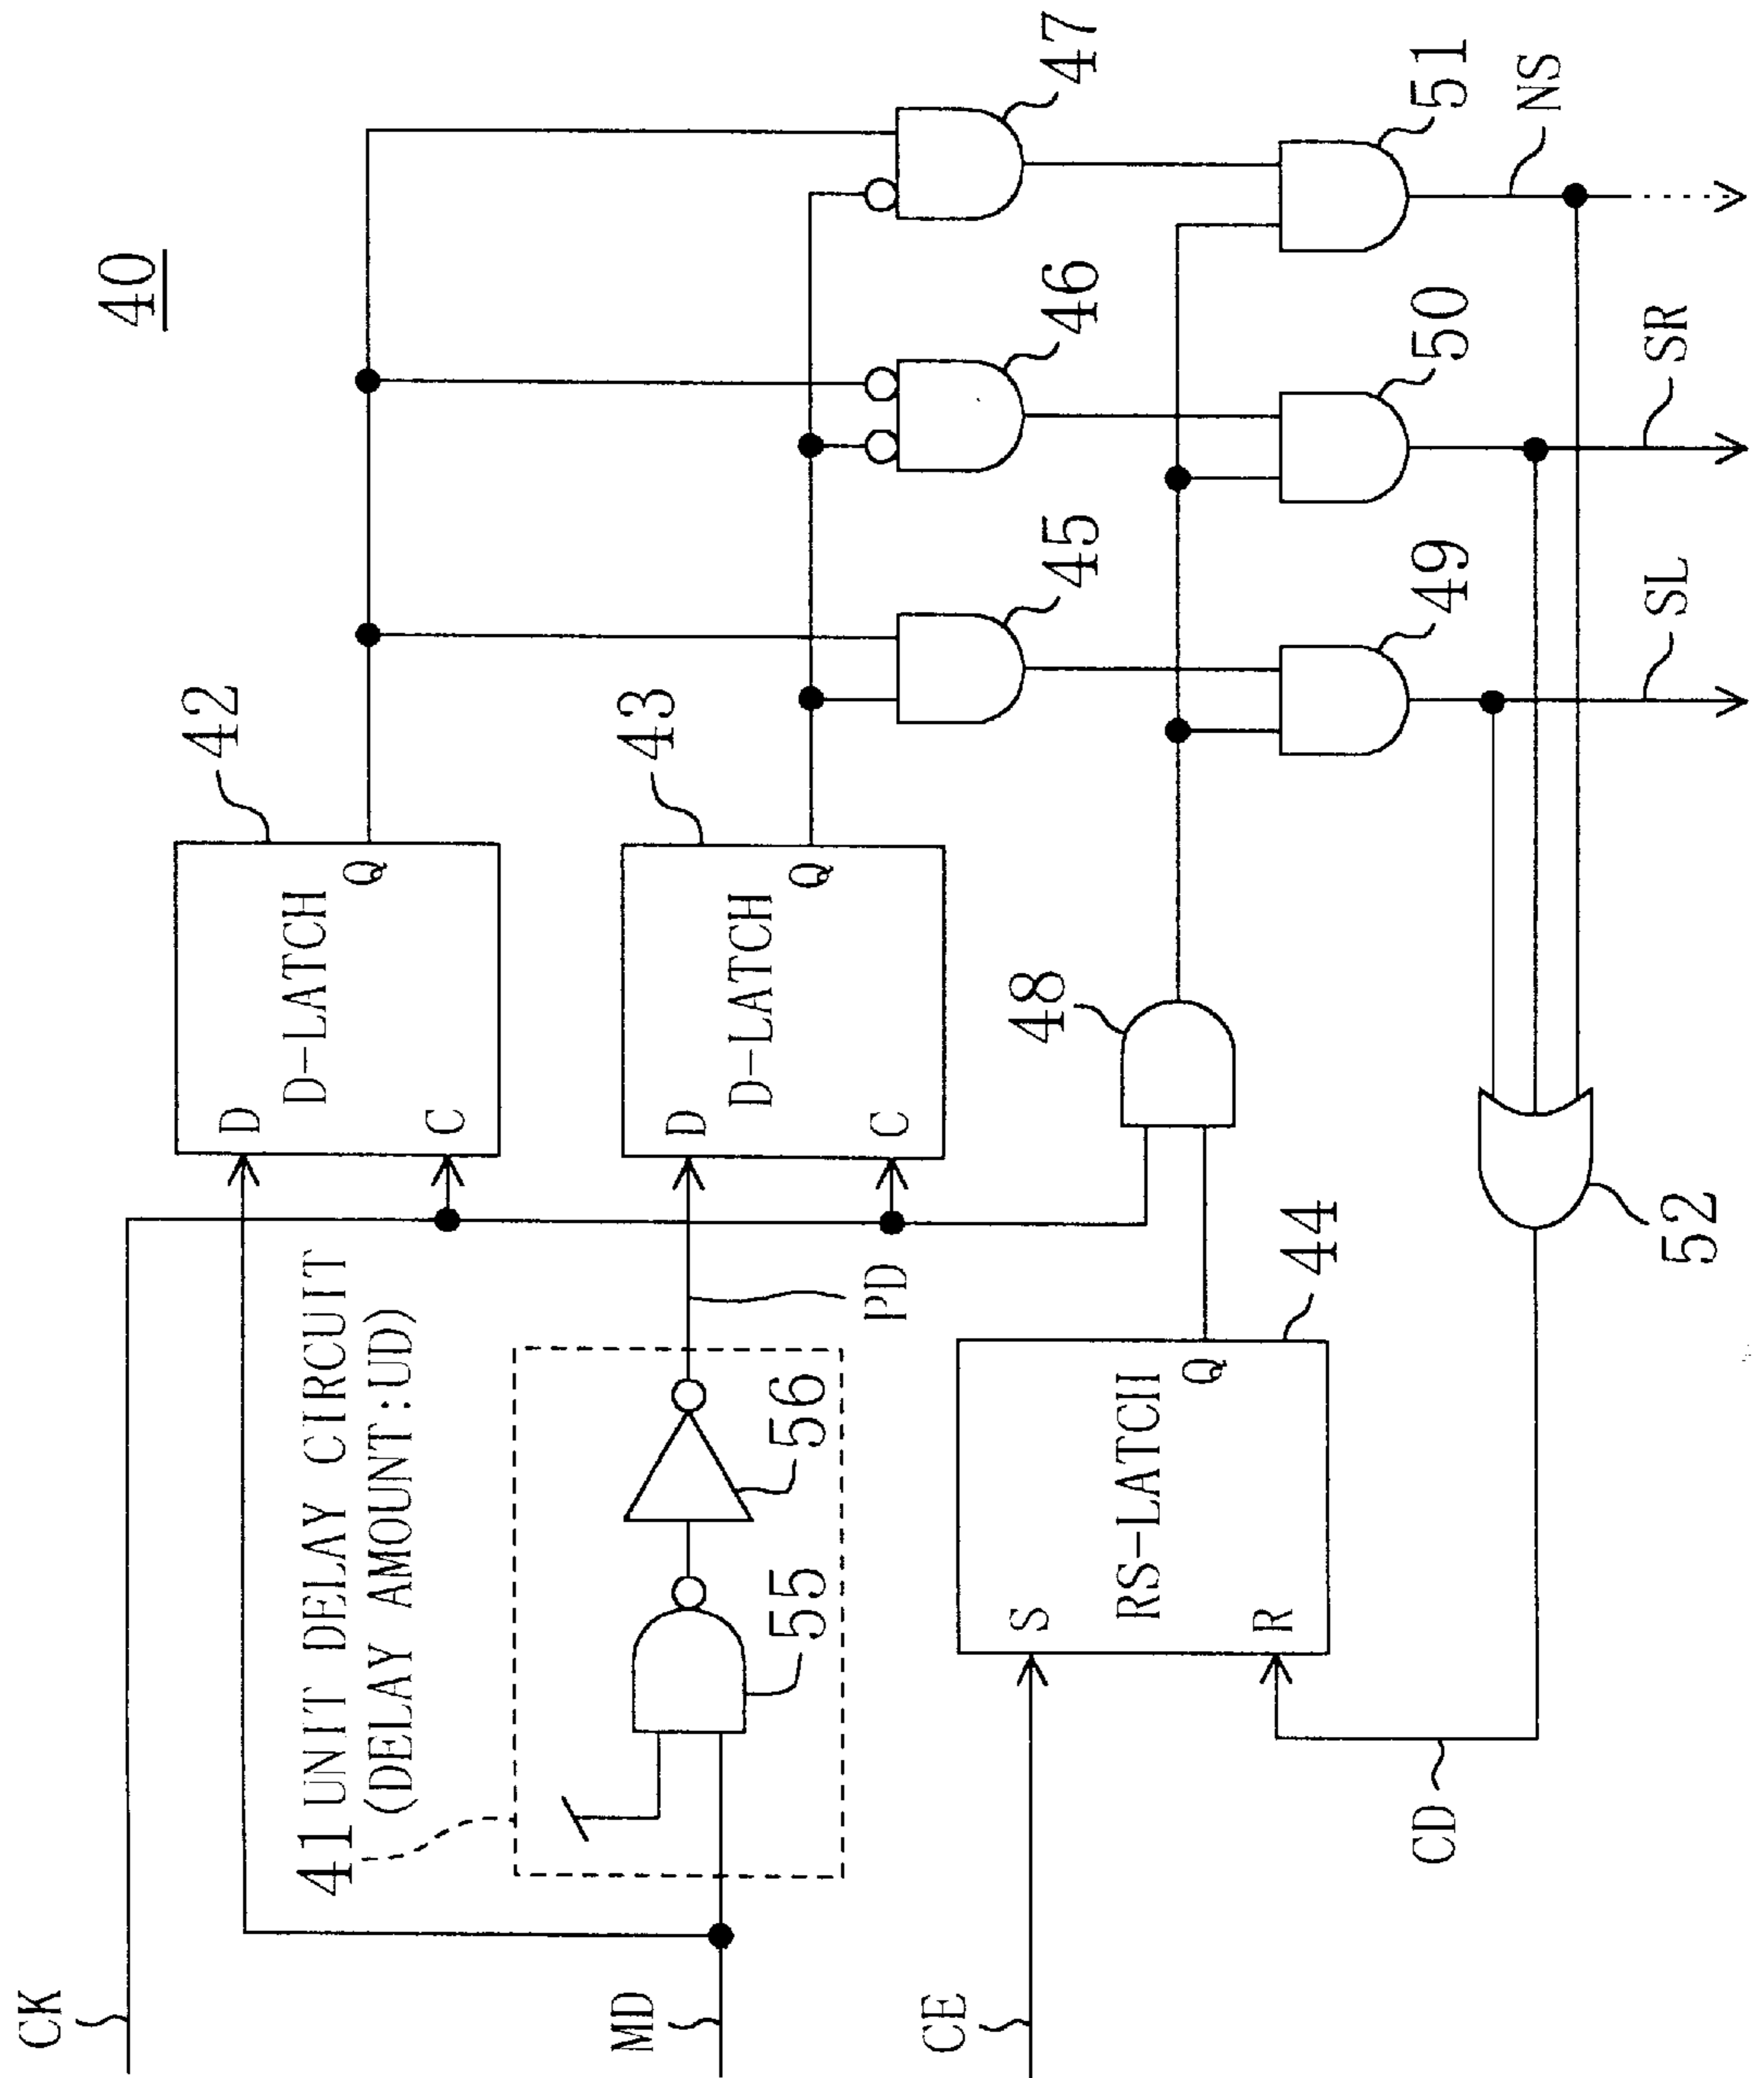 40
CK
42
D
D-LATCH
Q
C
41 UNIT DELAY CIRCUIT
(DELAY AMOUNT:UD)
43
D
D-LATCH
Q
C
55
56
PD
MD
47
46
45
48
CE
44
S
RS-LATCH
Q
R
51
50
49
NS
SR
SL
52
CD